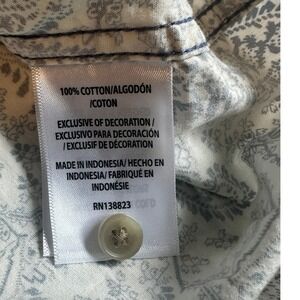 100% COTTON/ALGODÓN
/COTON
EXCLUSIVE OF DECORATION /
EXCLUSIVO PARA DECORACIÓN
/ EXCLUSIF DE DÉCORATION
MADE IN INDONESIA/ HECHO EN
INDONESIA/ FABRIQUÉ EN
INDONÉSIE
RN138823